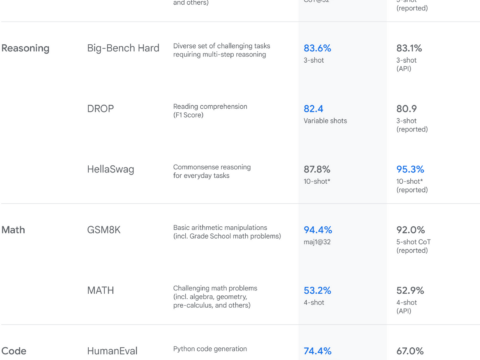 and others)
(reported)
Reasoning
Big-Bench Hard
Diverse set of challenging tasks
requiring multi-step reasoning
83.6%
3-shot
83.1%
3-shot
(API)
DROP
Reading comprehension
(F1 Score)
82.4
Variable shots
80.9
3-shot
(reported)
HellaSwag
Commonsense reasoning
for everyday tasks
87.8%
10-shot*
95.3%
10-shot*
(reported)
Math
GSM8K
Basic arithmetic manipulations
(incl. Grade School math problems)
94.4%
maj1@32
92.0%
5-shot CoT
(reported)
MATH
Challenging math problems
(incl. algebra, geometry,
pre-calculus, and others)
53.2%
4-shot
52.9%
4-shot
(API)
Code
HumanEval
Python code generation
74.4%
67.0%